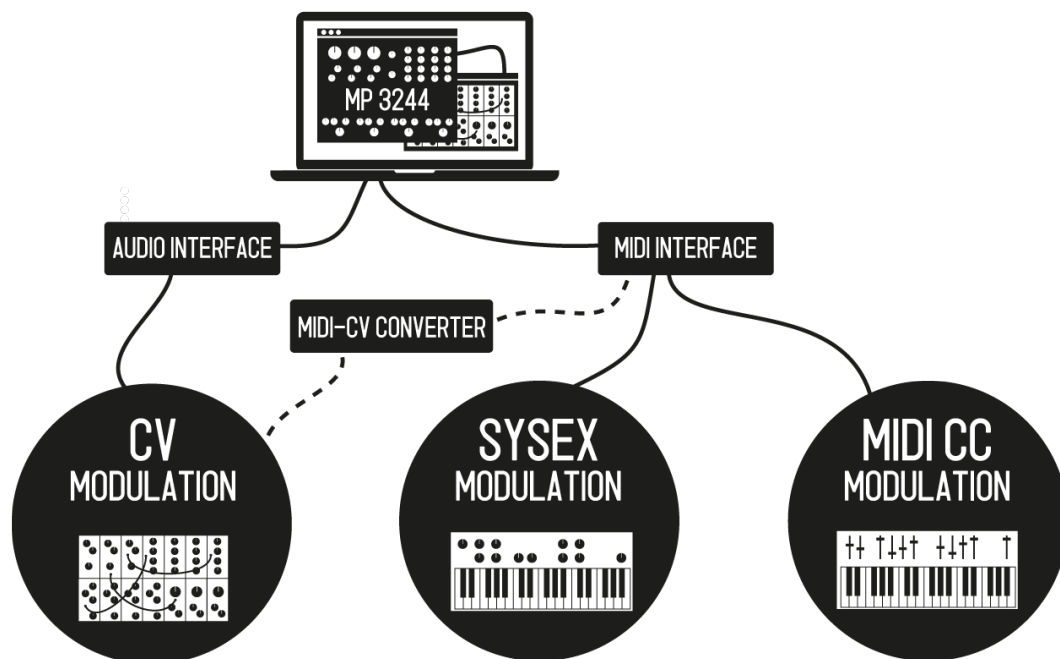 MP 3244
AUDIO INTERFACE
MIDI INTERFACE
MIDI-CV CONVERTER
CV
MODULATION
SYSEX
MODULATION
MIDI CC
MODULATION